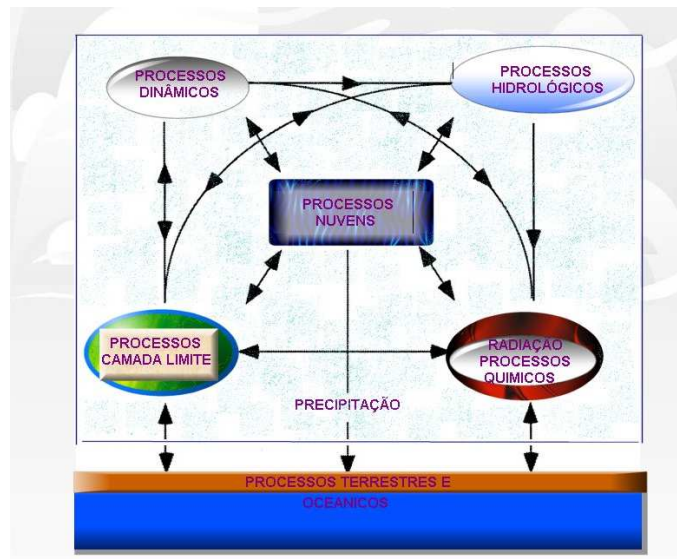 PROCESSOS
DINÂMICOS
PROCESSOS
HIDROLÓGICOS
PROCESSOS
NUVENS
PROCESSOS
CAMADA LIMITE
RADIAÇÃO
PROCESSOS
QUIMICOS
PRECIPITAÇÃO
PROCESSOS TERRESTRES E
OCEANICOS